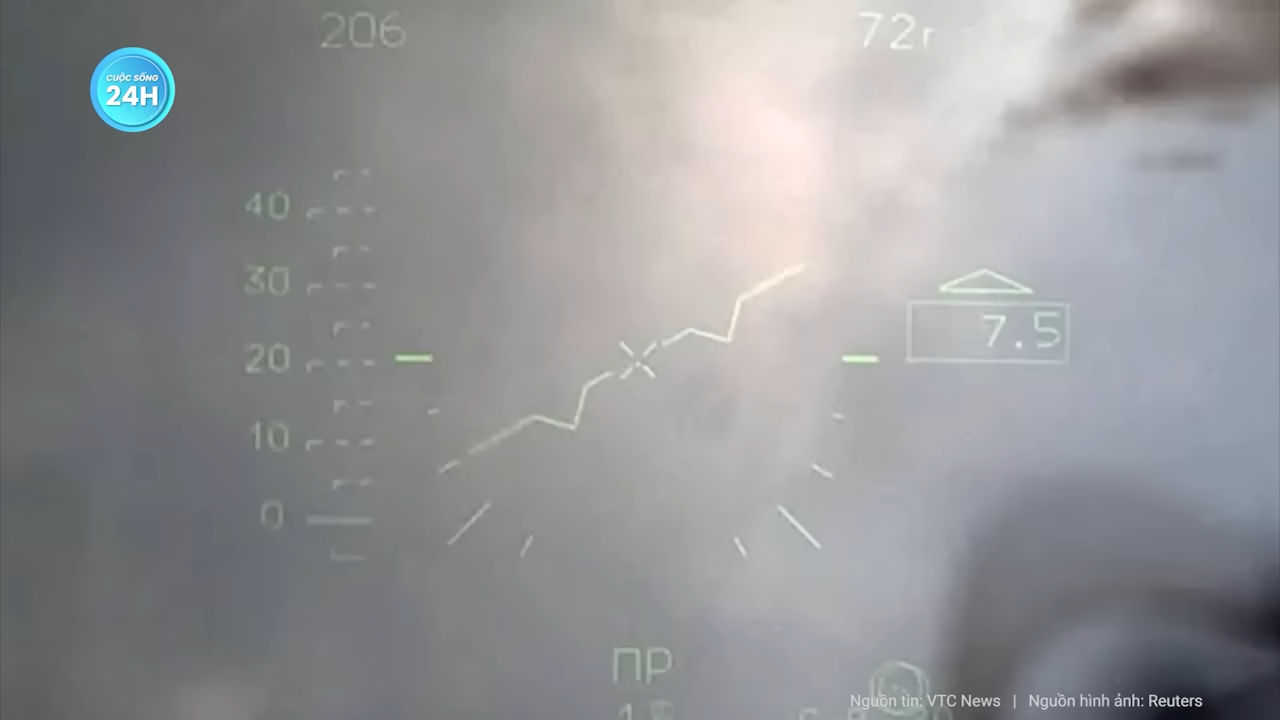 206
72г
CUỘC SỐNG
24H
40
30
20
10
0
7.5
ПР
Nguồn tin: VTC News | Nguồn hình ảnh: Reuters